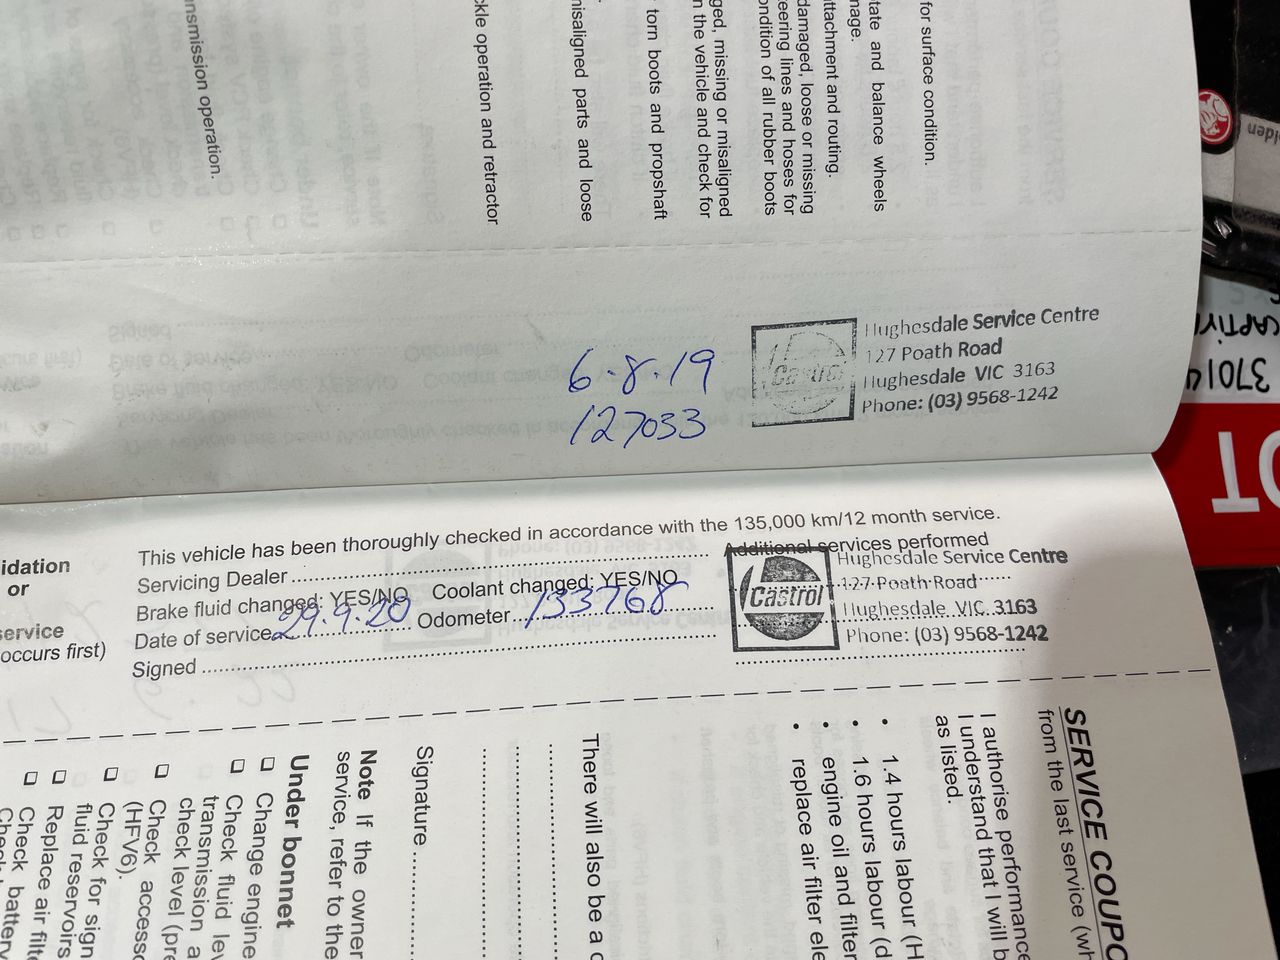 for surface condition.
tate and balance wheels
nage.
ttachment and routing.
damaged, loose or missing
eering lines and hoses for
ondition of all rubber boots
ged, missing or misaligned
n the vehicle and check for
torn boots and propshaft
nisaligned parts and loose
ckle operation and retractor
ansmission operation.
6.8.19
127033
Castrol
Hughesdale Service Centre
127 Poath Road
Hughesdale VIC 3163
Phone: (03) 9568-1242
idation
or
service
occurs first)
This vehicle has been thoroughly checked in accordance with the 135,000 km/12 month service.
Servicing Dealer
Additional services performed
Brake fluid changed: YES/NO Coolant changed: YES/NO
Date of service 29.9.20 Odometer 133768
Signed
Castrol
Hughesdale Service Centre
127 Poath Road
Hughesdale VIC 3163
Phone: (03) 9568-1242
SERVICE COUPO
from the last service (wh
I authorise performance
I understand that I will b
as listed.
• 1.4 hours labour (H
• 1.6 hours labour (d
• engine oil and filter
• replace air filter ele
There will also be a c
Signature
Note If the owner
service, refer to the
Under bonnet
☐ Change engine
☐ Check fluid lev
transmission a
check level (pre
☐ Check accesso
(HFV6).
☐ Check for sign
fluid reservoirs
☐ Replace air filt
☐ Check battery
37014